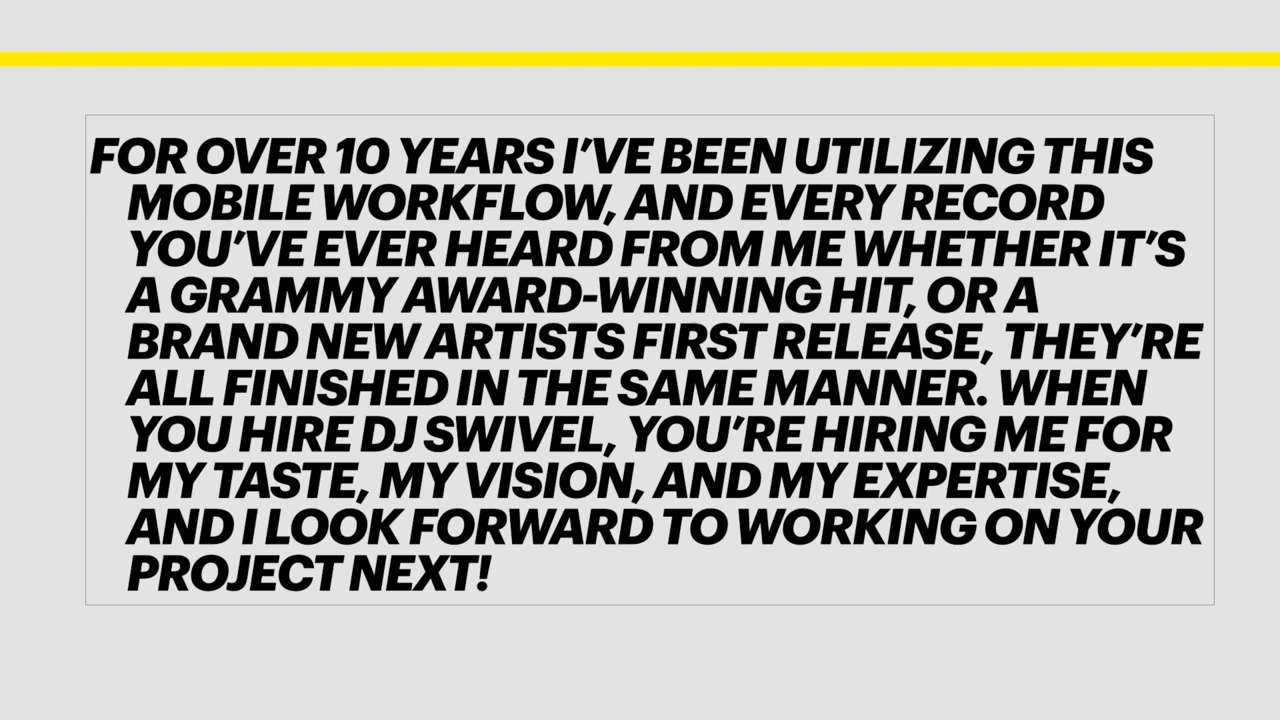 FOR OVER 10 YEARS I’VE BEEN UTILIZING THIS
MOBILE WORKFLOW, AND EVERY RECORD
YOU’VE EVER HEARD FROM ME WHETHER IT’S
A GRAMMY AWARD-WINNING HIT, OR A
BRAND NEW ARTISTS FIRST RELEASE, THEY’RE
ALL FINISHED IN THE SAME MANNER. WHEN
YOU HIRE DJ SWIVEL, YOU’RE HIRING ME FOR
MY TASTE, MY VISION, AND MY EXPERTISE,
AND I LOOK FORWARD TO WORKING ON YOUR
PROJECT NEXT!